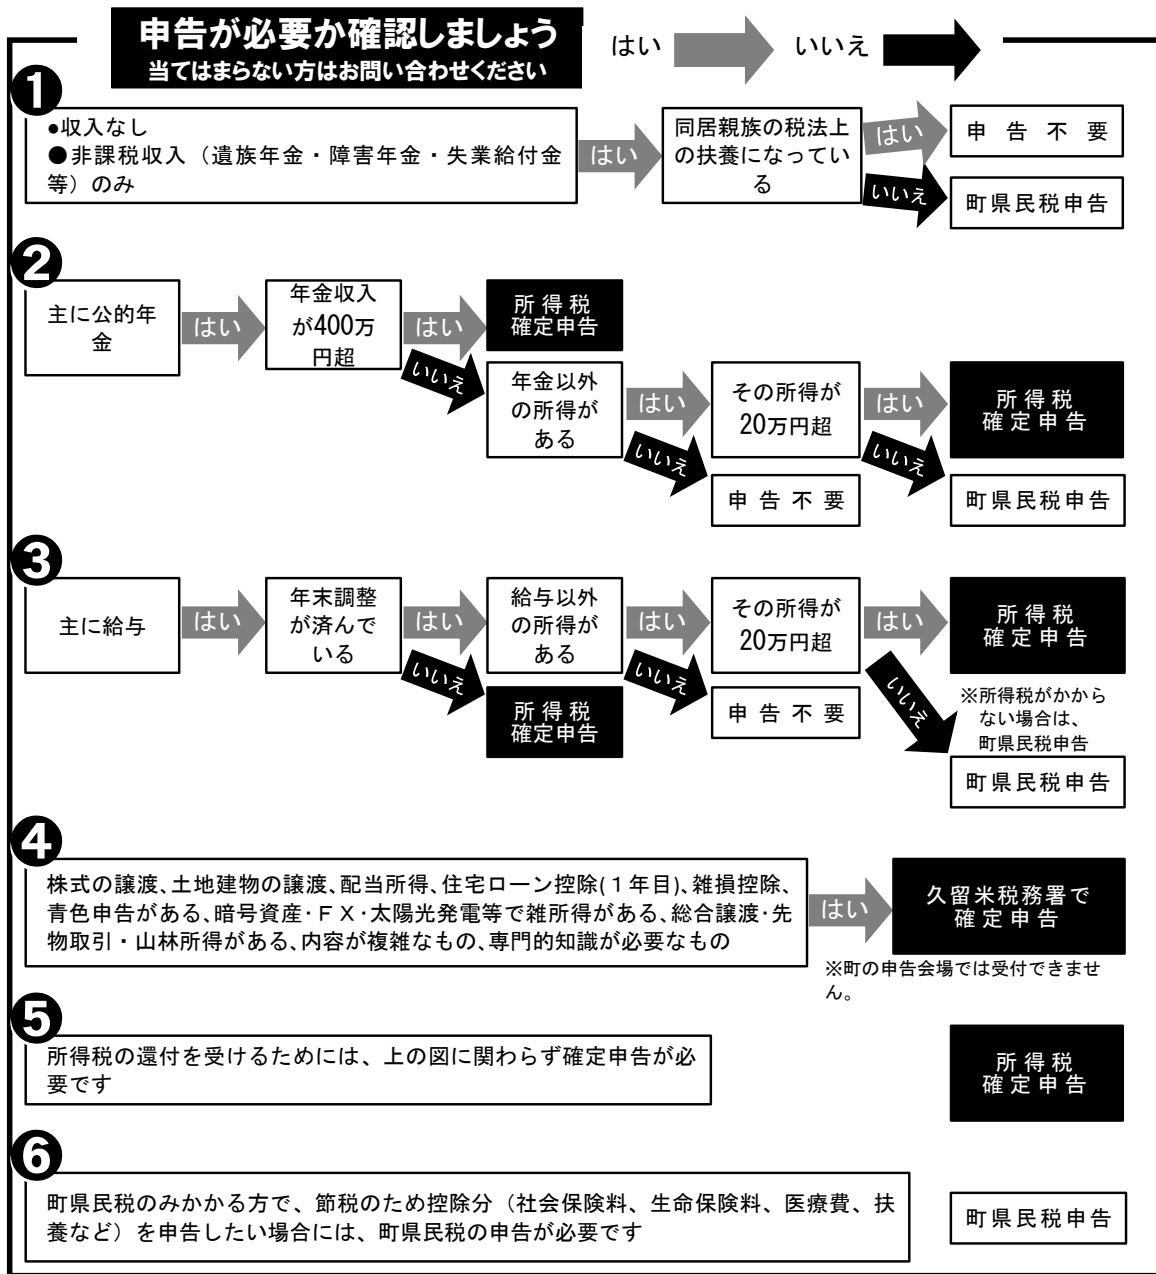 申告が必要か確認しましょう
当てはまらない方はお問い合わせください
はい
いいえ
❶
●収入なし
●非課税収入（遺族年金・障害年金・失業給付金
等）のみ
はい
同居親族の税法上
の扶養になってい
る
はい
申告不要
いいえ
町県民税申告
❷
主に公的年
金
はい
年金収入
が400万
円超
はい
所得税
確定申告
いいえ
年金以外
の所得が
ある
はい
その所得が
20万円超
はい
所得税
確定申告
いいえ
申告不要
いいえ
町県民税申告
❸
主に給与
はい
年末調整
が済んで
いる
はい
給与以外
の所得が
ある
はい
その所得が
20万円超
はい
所得税
確定申告
いいえ
所得税
確定申告
いいえ
申告不要
いいえ
※所得税がかから
ない場合は、
町県民税申告
町県民税申告
❹
株式の譲渡、土地建物の譲渡、配当所得、住宅ローン控除(１年目)、雑損控除、
青色申告がある、暗号資産・ＦＸ・太陽光発電等で雑所得がある、総合譲渡・先
物取引・山林所得がある、内容が複雑なもの、専門的知識が必要なもの
はい
久留米税務署で
確定申告
※町の申告会場では受付できませ
ん。
❺
所得税の還付を受けるためには、上の図に関わらず確定申告が必
要です
所得税
確定申告
❻
町県民税のみかかる方で、節税のため控除分（社会保険料、生命保険料、医療費、扶
養など）を申告したい場合には、町県民税の申告が必要です
町県民税申告